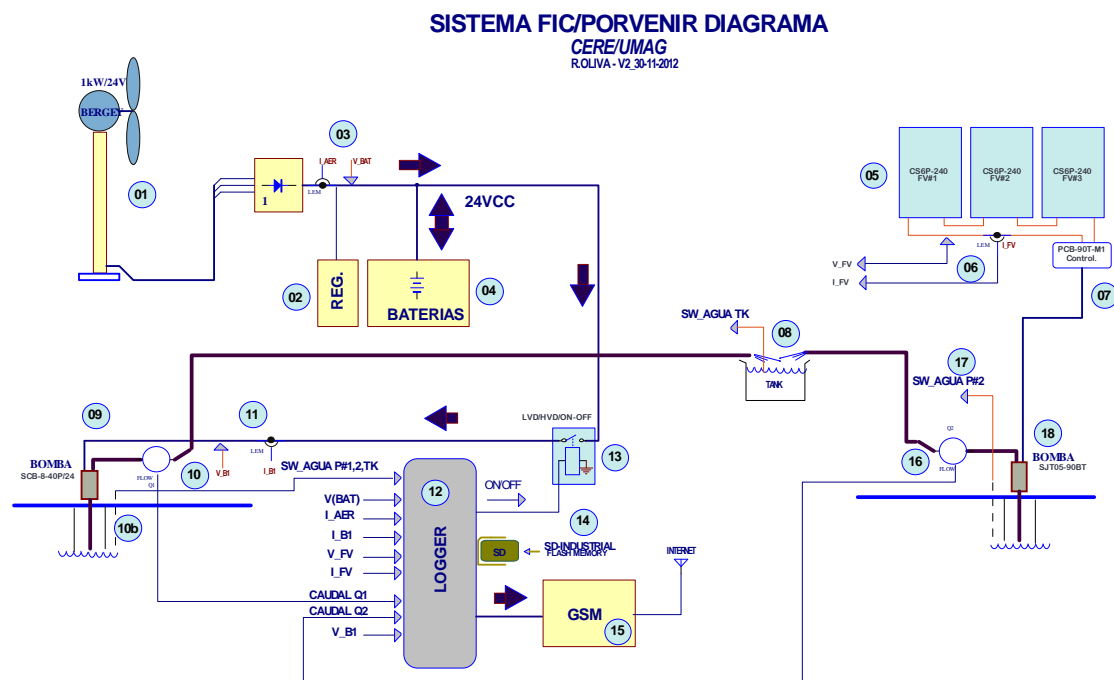 SISTEMA FIC/PORVENIR DIAGRAMA
CERE/UMAG
R.OLIVA - V2_30-11-2012
1kW/24V
BERGEY
01
1
03
I_AER
V_BAT
LEM
24VCC
02
REG.
04
BATERIAS
05
CS6P-240
FV#1
CS6P-240
FV#2
CS6P-240
FV#3
LEM
I_FV
PCB-90T-M1
Control.
V_FV
I_FV
06
07
SW_AGUA TK
08
TANK
17
SW_AGUA P#2
09
11
LEM
V_B1
I_B1
LVD/HVD/ON-OFF
13
BOMBA
SCB-8-40P/24
10
FLOW
Q1
10b
SW_AGUA P#1,2,TK
V(BAT)
I_AER
I_B1
V_FV
I_FV
CAUDAL Q1
CAUDAL Q2
V_B1
12
LOGGER
ON/OFF
14
SD
SD-INDUSTRIAL
FLASH MEMORY
INTERNET
GSM
15
Q2
16
FLOW
18
BOMBA
SJT05-90BT